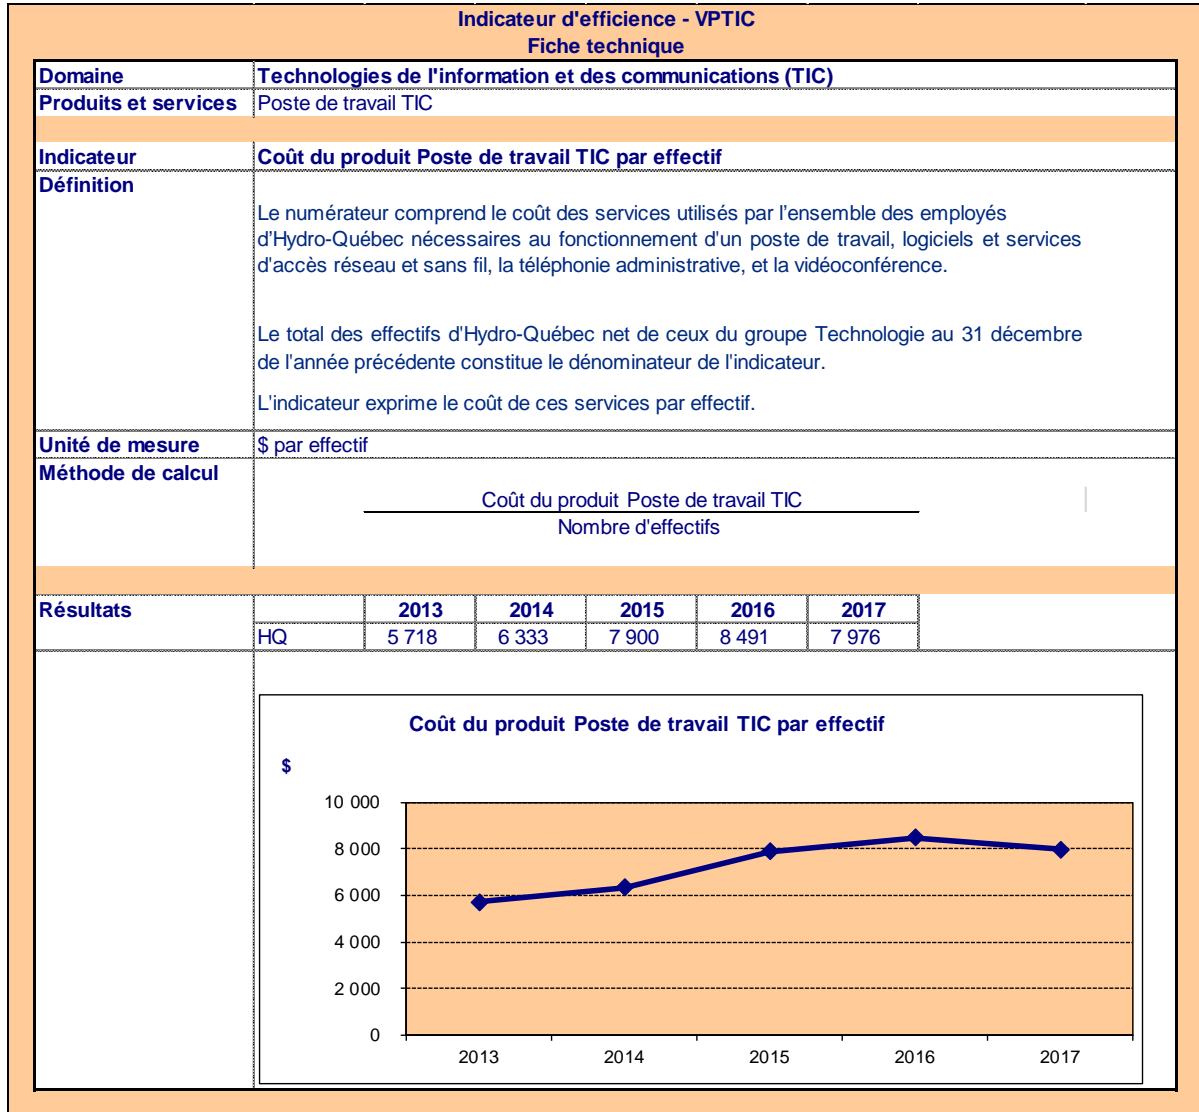 Indicateur d'efficience - VPTIC
Fiche technique
Domaine Technologies de l'information et des communications (TIC)
Produits et services Poste de travail TIC
Indicateur Coût du produit Poste de travail TIC par effectif
Définition
Le numérateur comprend le coût des services utilisés par l’ensemble des employés
d’Hydro-Québec nécessaires au fonctionnement d'un poste de travail, logiciels et services
d'accès réseau et sans fil, la téléphonie administrative, et la vidéoconférence.
Le total des effectifs d'Hydro-Québec net de ceux du groupe Technologie au 31 décembre
de l'année précédente constitue le dénominateur de l'indicateur.
L'indicateur exprime le coût de ces services par effectif.
Unité de mesure $ par effectif
Méthode de calcul
Coût du produit Poste de travail TIC
Nombre d'effectifs
Résultats 2013 2014 2015 2016 2017
HQ 5 718 6 333 7 900 8 491 7 976
Coût du produit Poste de travail TIC par effectif
$
10 000
8 000
6 000
4 000
2 000
0
2013 2014 2015 2016 2017